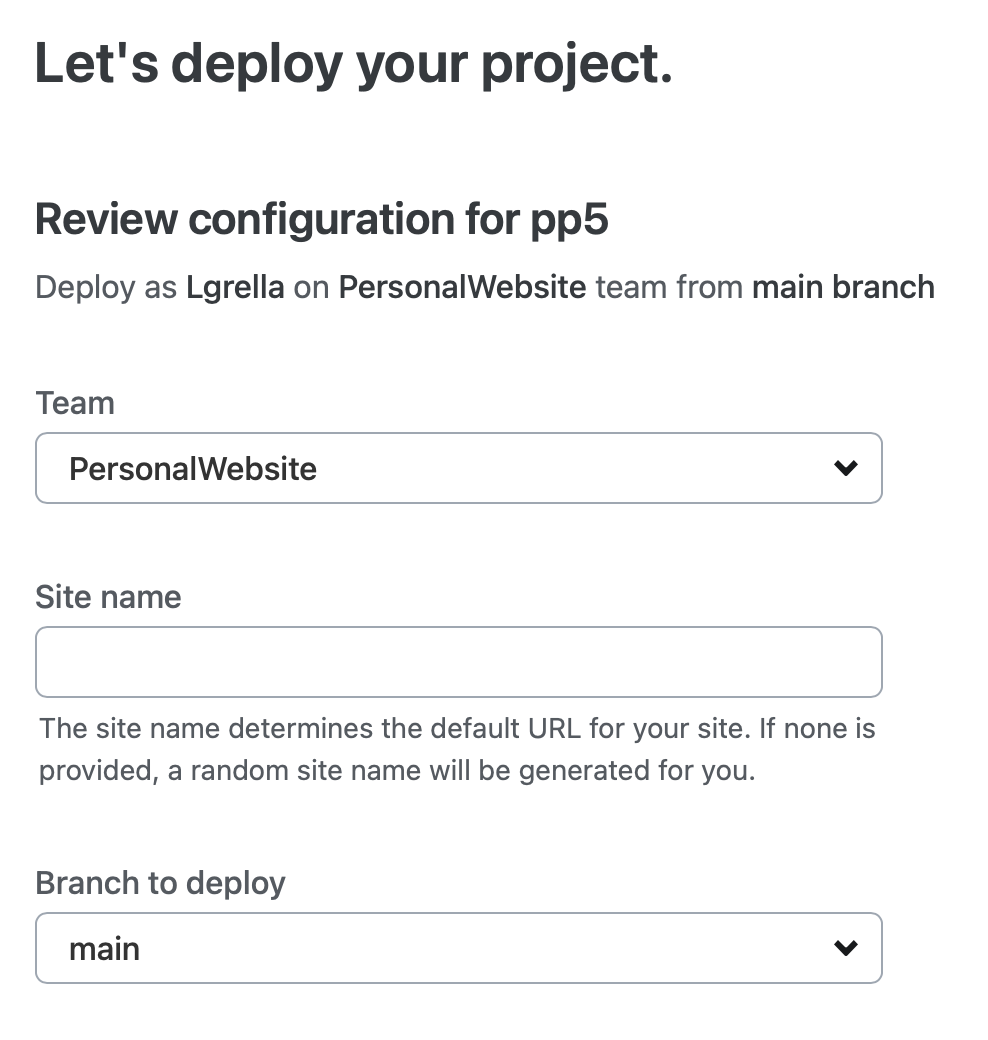 Let's deploy your project.
Review configuration for pp5
Deploy as Lgrella on PersonalWebsite team from main branch
Team
PersonalWebsite
Site name
The site name determines the default URL for your site. If none is
provided, a random site name will be generated for you.
Branch to deploy
main